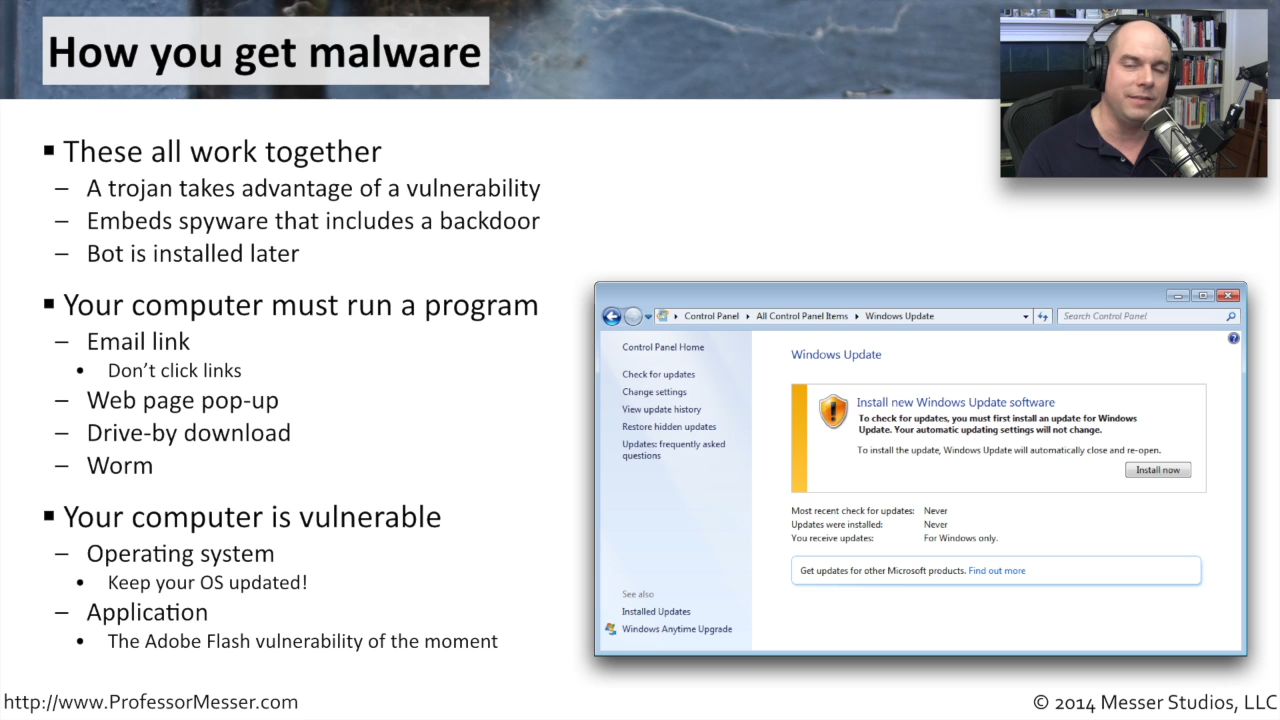 How you get malware
▪ These all work together
– A trojan takes advantage of a vulnerability
– Embeds spyware that includes a backdoor
– Bot is installed later
▪ Your computer must run a program
– Email link
• Don't click links
– Web page pop-up
– Drive-by download
– Worm
▪ Your computer is vulnerable
– Operating system
• Keep your OS updated!
– Application
• The Adobe Flash vulnerability of the moment
Control Panel ▸ All Control Panel Items ▸ Windows Update
Search Control Panel
Control Panel Home
Check for updates
Change settings
View update history
Restore hidden updates
Updates: frequently asked
questions
See also
Installed Updates
Windows Anytime Upgrade
Windows Update
Install new Windows Update software
To check for updates, you must first install an update for Windows
Update. Your automatic updating settings will not change.
To install the update, Windows Update will automatically close and re-open.
Install now
Most recent check for updates: Never
Updates were installed: Never
You receive updates: For Windows only.
Get updates for other Microsoft products. Find out more
http://www.ProfessorMesser.com
© 2014 Messer Studios, LLC